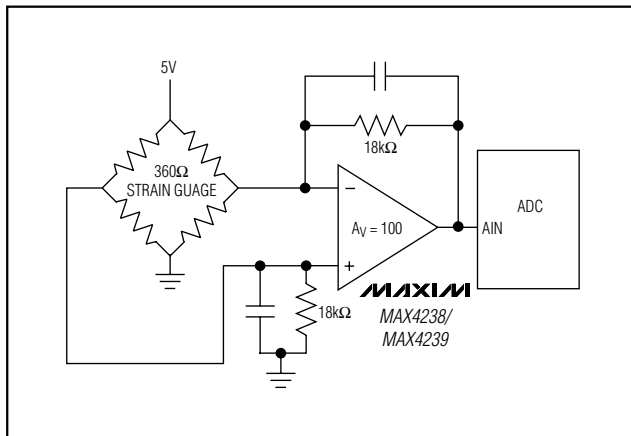 5V
360Ω
STRAIN GUAGE
18kΩ
AV = 100
ADC
AIN
18kΩ
MAXIM
MAX4238/
MAX4239